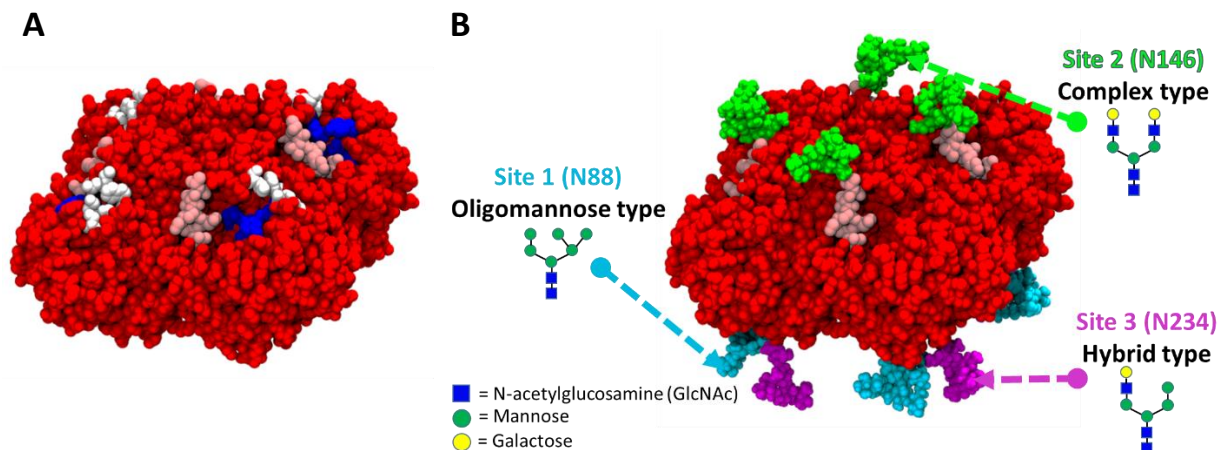 A
B
Site 2 (N146)
Complex type
Site 1 (N88)
Oligomannose type
Site 3 (N234)
Hybrid type
= N-acetylglucosamine (GlcNAc)
= Mannose
= Galactose